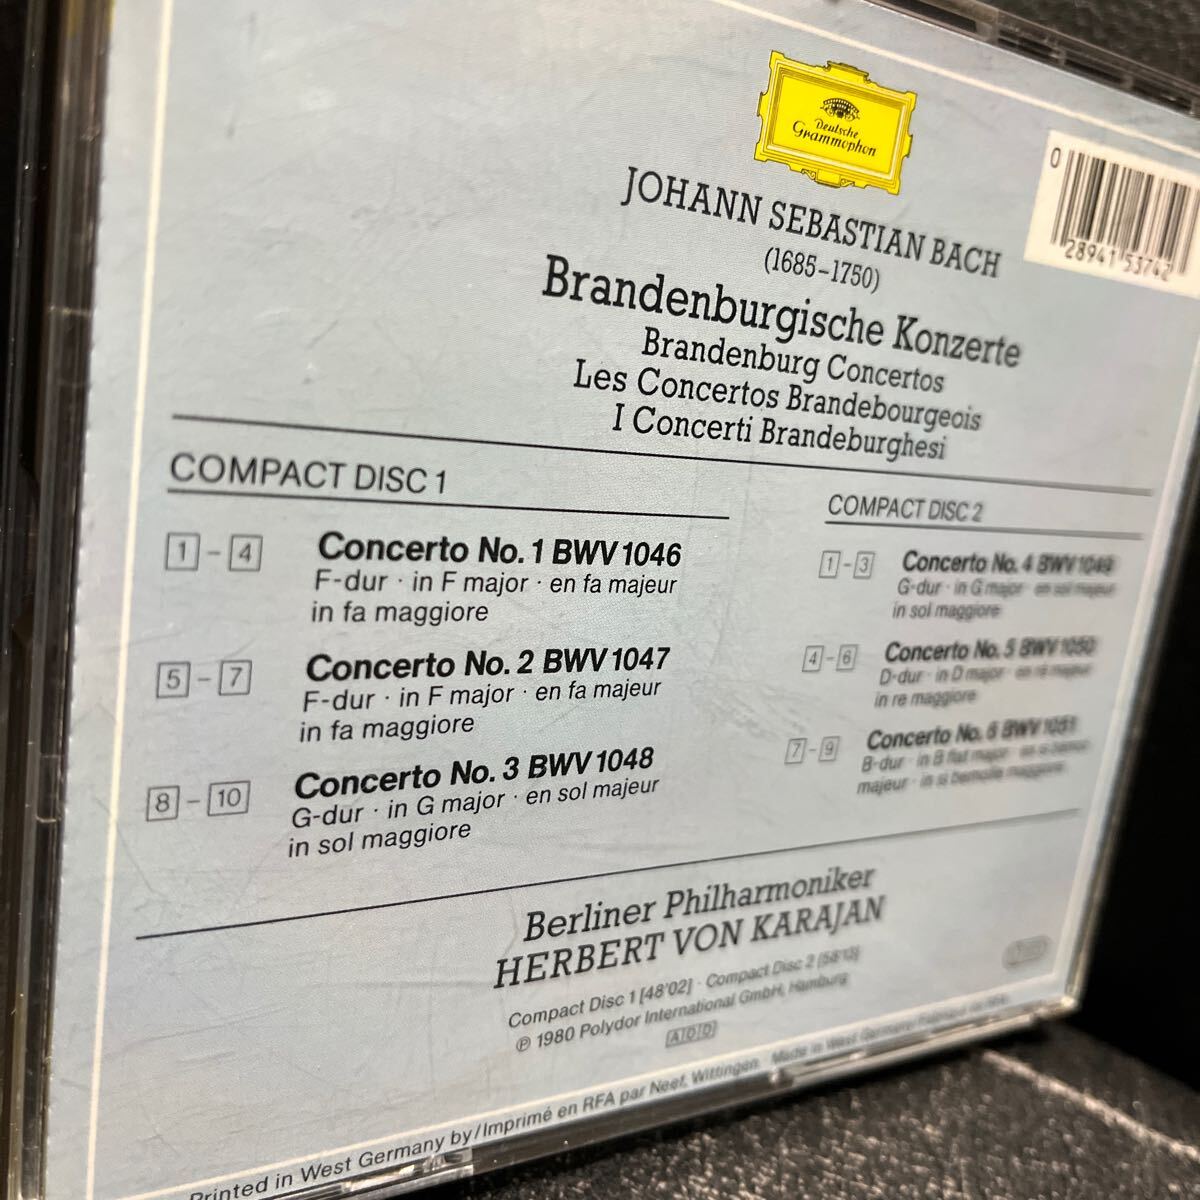 Deutsche
Grammophon
0
28941 53742
JOHANN SEBASTIAN BACH
(1685–1750)
Brandenburgische Konzerte
Brandenburg Concertos
Les Concertos Brandebourgeois
I Concerti Brandeburghesi
COMPACT DISC 1
1 – 4 Concerto No. 1 BWV 1046
F-dur · in F major · en fa majeur
in fa maggiore
5 – 7 Concerto No. 2 BWV 1047
F-dur · in F major · en fa majeur
in fa maggiore
8 – 10 Concerto No. 3 BWV 1048
G-dur · in G major · en sol majeur
in sol maggiore
COMPACT DISC 2
1 – 3 Concerto No. 4 BWV 1049
G-dur · in G major · en sol majeur
in sol maggiore
4 – 6 Concerto No. 5 BWV 1050
D-dur · in D major · en ré majeur
in re maggiore
7 – 9 Concerto No. 6 BWV 1051
B-dur · in B flat major · en si bémol
majeur · in si bemolle maggiore
Berliner Philharmoniker
HERBERT VON KARAJAN
Compact Disc 1 [48'02] · Compact Disc 2
℗ 1980 Polydor International GmbH, Hamburg
ADD
Printed in West Germany by / Imprimé en RFA par Neef, Wittingen. Made in West Germany